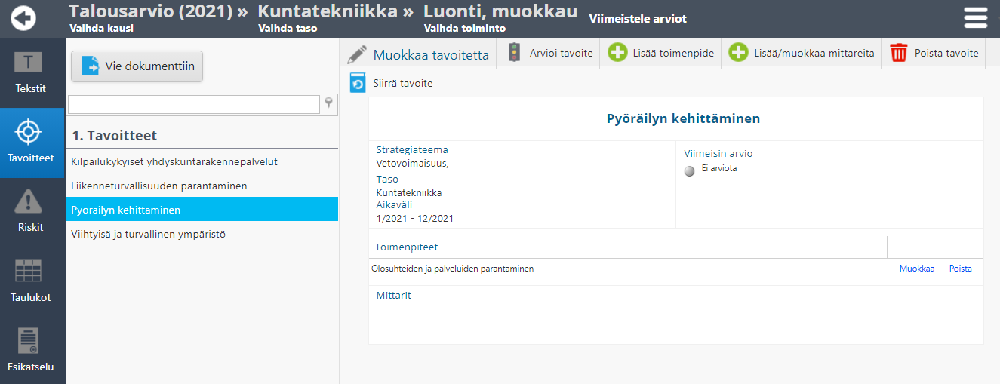 Talousarvio (2021) » Kuntatekniikka » Luonti, muokkau
Vaihda kausi Vaihda taso Vaihda toiminto Viimeistele arviot
T
Tekstit
Tavoitteet
Riskit
Taulukot
Esikatselu
Vie dokumenttiin
1. Tavoitteet
Kilpailukykyiset yhdyskuntarakennepalvelut
Liikenneturvallisuuden parantaminen
Pyöräilyn kehittäminen
Viihtyisä ja turvallinen ympäristö
Muokkaa tavoitetta Arvioi tavoite Lisää toimenpide Lisää/muokkaa mittareita Poista tavoite
Siirrä tavoite
Pyöräilyn kehittäminen
Strategiateema
Vetovoimaisuus,
Taso
Kuntatekniikka
Aikaväli
1/2021 - 12/2021
Viimeisin arvio
Ei arviota
Toimenpiteet
Olosuhteiden ja palveluiden parantaminen Muokkaa Poista
Mittarit